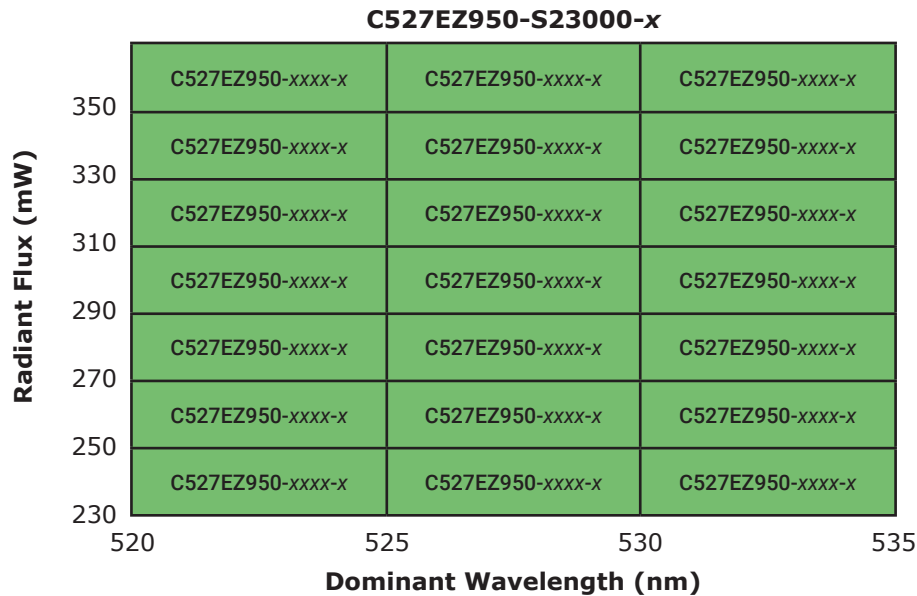 C527EZ950-S23000-x
C527EZ950-xxxx-x C527EZ950-xxxx-x C527EZ950-xxxx-x
350
C527EZ950-xxxx-x C527EZ950-xxxx-x C527EZ950-xxxx-x
330
C527EZ950-xxxx-x C527EZ950-xxxx-x C527EZ950-xxxx-x
310
C527EZ950-xxxx-x C527EZ950-xxxx-x C527EZ950-xxxx-x
290
C527EZ950-xxxx-x C527EZ950-xxxx-x C527EZ950-xxxx-x
270
C527EZ950-xxxx-x C527EZ950-xxxx-x C527EZ950-xxxx-x
250
C527EZ950-xxxx-x C527EZ950-xxxx-x C527EZ950-xxxx-x
230
Radiant Flux (mW)
520 525 530 535
Dominant Wavelength (nm)